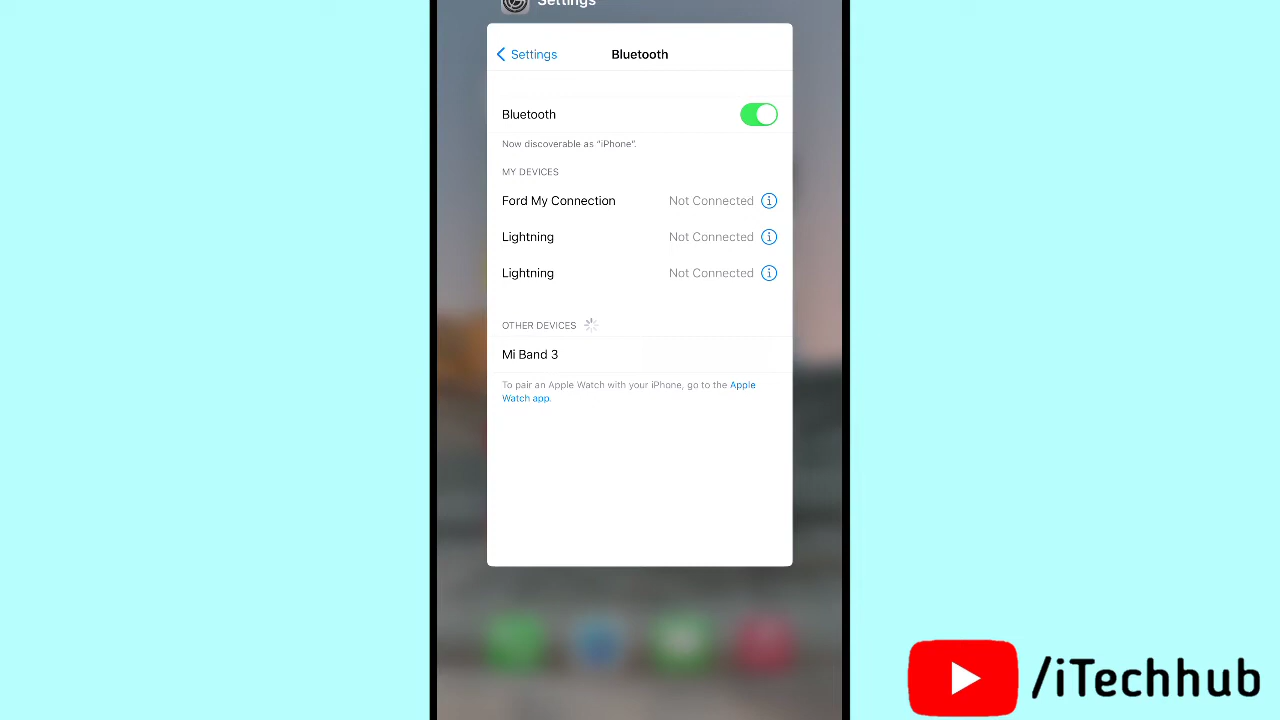 Settings
Settings
Bluetooth
Bluetooth
Now discoverable as “iPhone”.
MY DEVICES
Ford My Connection Not Connected
Lightning Not Connected
Lightning Not Connected
OTHER DEVICES
Mi Band 3
To pair an Apple Watch with your iPhone, go to the Apple
Watch app.
/iTechhub